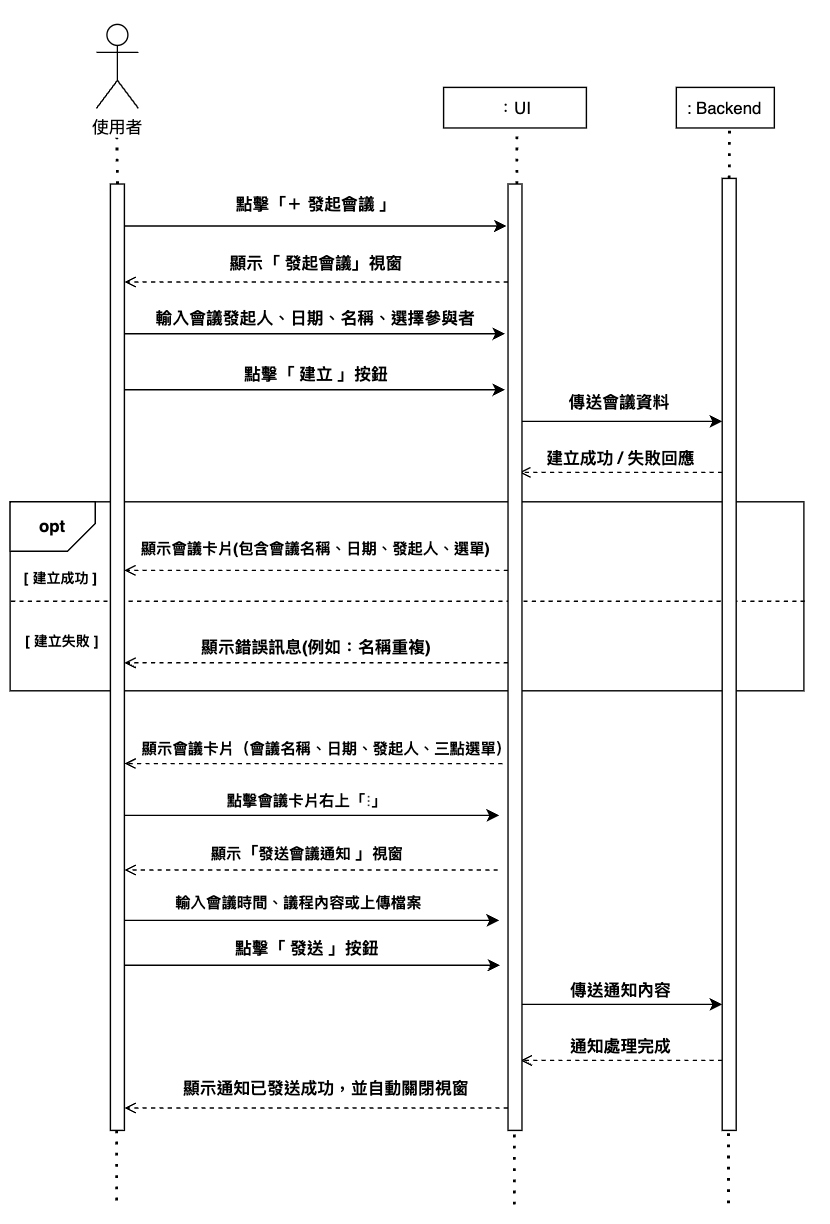 使用者
：UI
: Backend
點擊「＋ 發起會議 」
顯示「 發起會議」視窗
輸入會議發起人、日期、名稱、選擇參與者
點擊「 建立 」按鈕
傳送會議資料
建立成功 / 失敗回應
opt
顯示會議卡片(包含會議名稱、日期、發起人、選單)
[ 建立成功 ]
[ 建立失敗 ]
顯示錯誤訊息(例如：名稱重複)
顯示會議卡片（會議名稱、日期、發起人、三點選單）
點擊會議卡片右上「⋮」
顯示「發送會議通知 」視窗
輸入會議時間、議程內容或上傳檔案
點擊「 發送 」按鈕
傳送通知內容
通知處理完成
顯示通知已發送成功，並自動關閉視窗